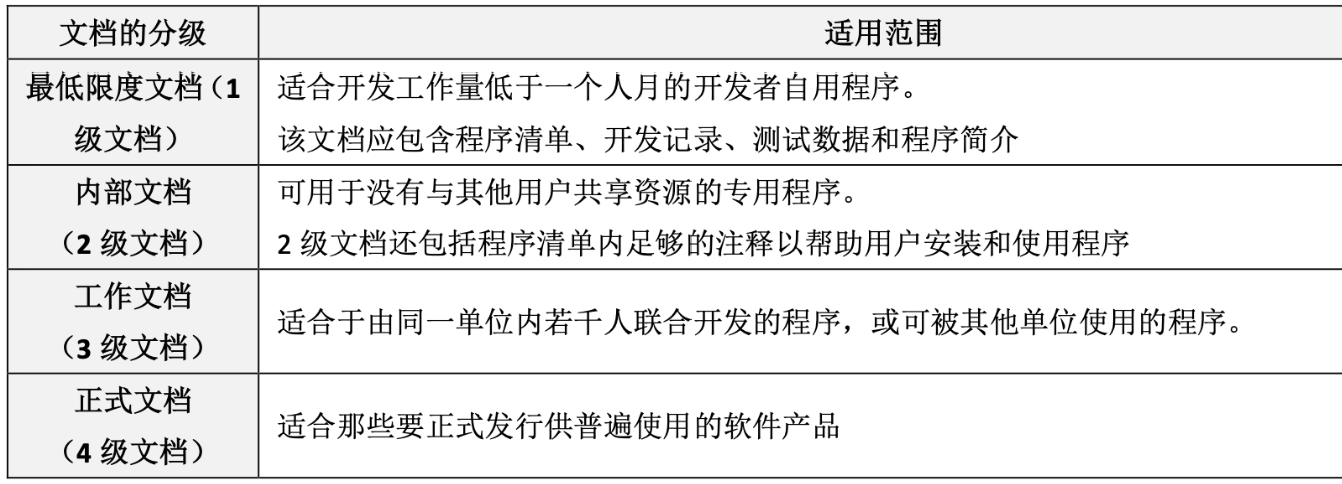 文档的分级 适用范围
最低限度文档（1
级文档）
适合开发工作量低于一个人月的开发者自用程序。
该文档应包含程序清单、开发记录、测试数据和程序简介
内部文档
（2 级文档）
可用于没有与其他用户共享资源的专用程序。
2 级文档还包括程序清单内足够的注释以帮助用户安装和使用程序
工作文档
（3 级文档）
适合于由同一单位内若千人联合开发的程序，或可被其他单位使用的程序。
正式文档
（4 级文档）
适合那些要正式发行供普遍使用的软件产品